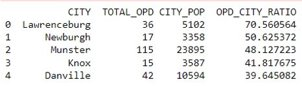 CITY TOTAL_OPD CITY_POP OPD_CITY_RATIO
0 Lawrenceburg 36 5102 70.560564
1 Newburgh 17 3358 50.625372
2 Munster 115 23895 48.127223
3 Knox 15 3587 41.817675
4 Danville 42 10594 39.645082